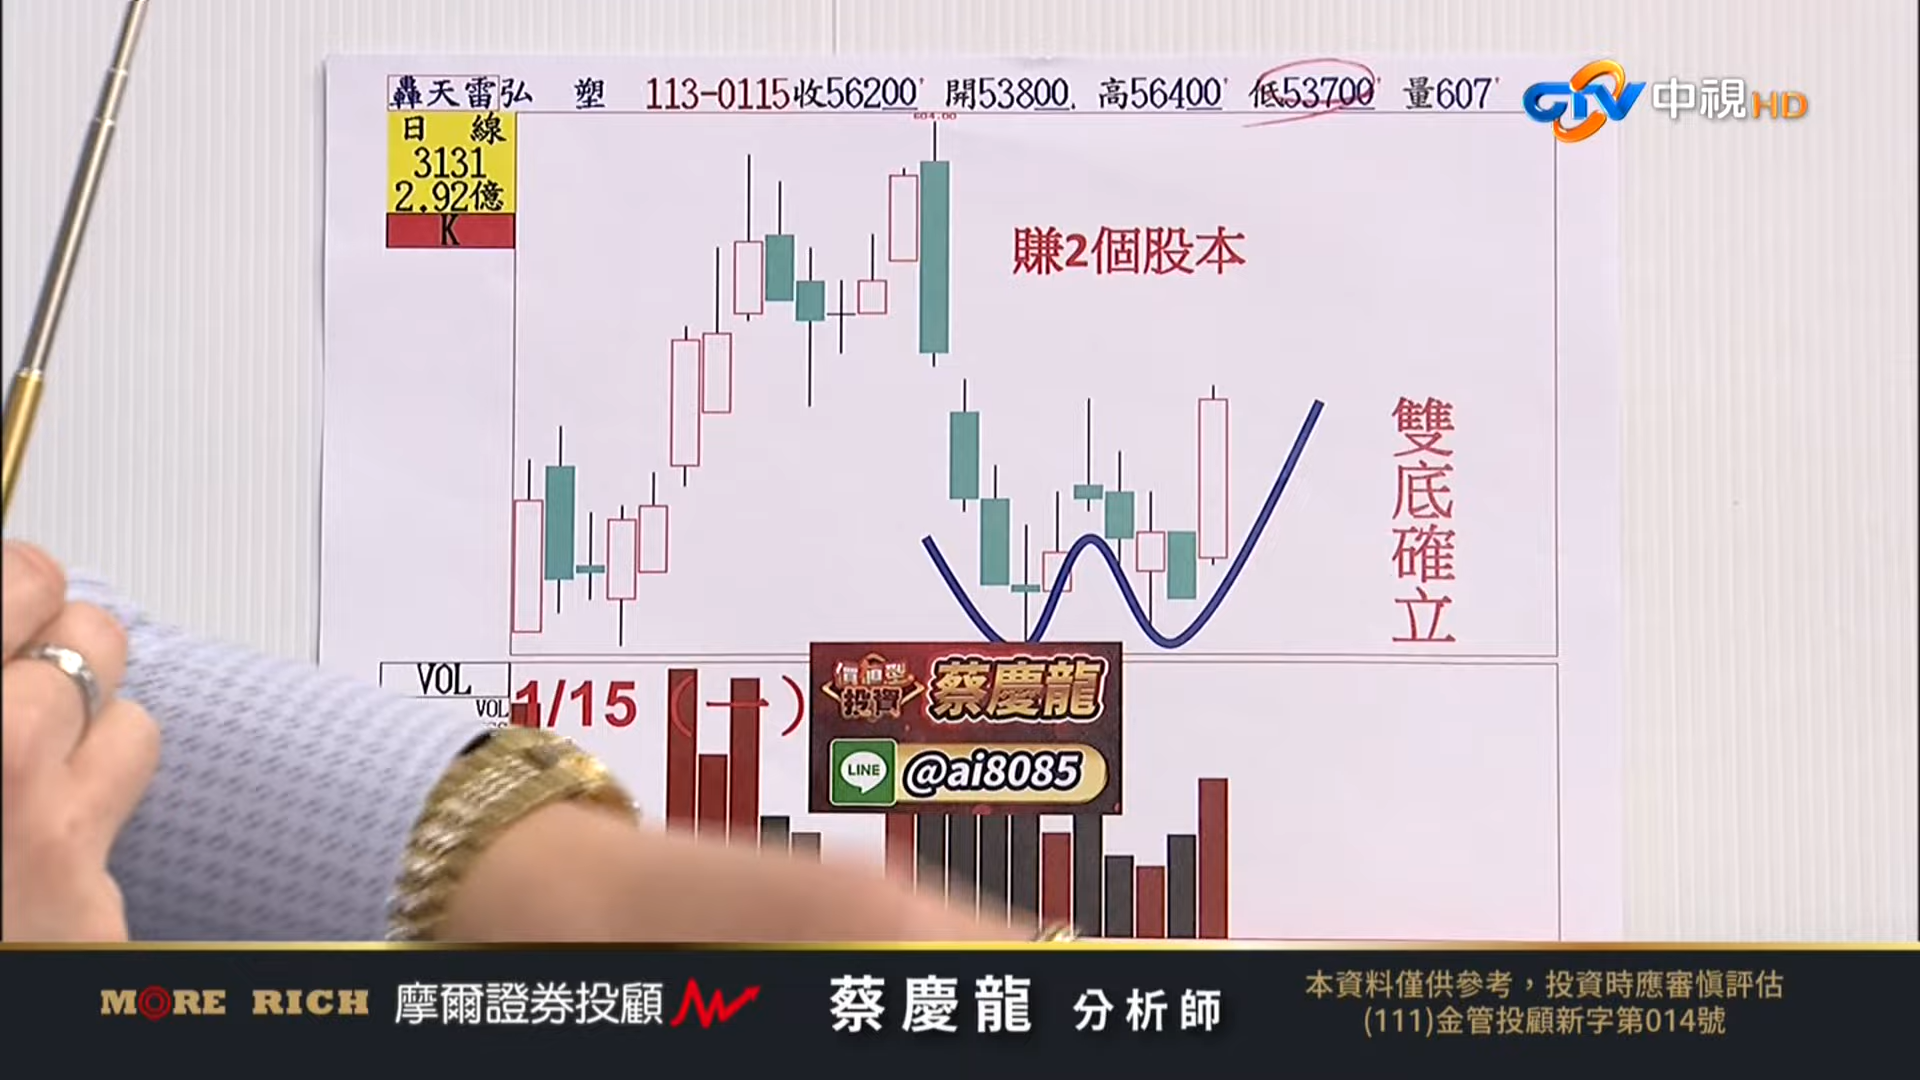 轟天雷弘 塑 113-0115收56200' 開53800. 高56400' 低53700' 量607'
CTV 中視HD
日 線
3131
2.92億
K
604.00
賺2個股本
雙底確立
VOL
VOL
1/15 (一)
價值型
投資
蔡慶龍
LINE @ai8085
MORE RICH 摩爾證券投顧 蔡慶龍 分析師
本資料僅供參考，投資時應審慎評估
(111)金管投顧新字第014號